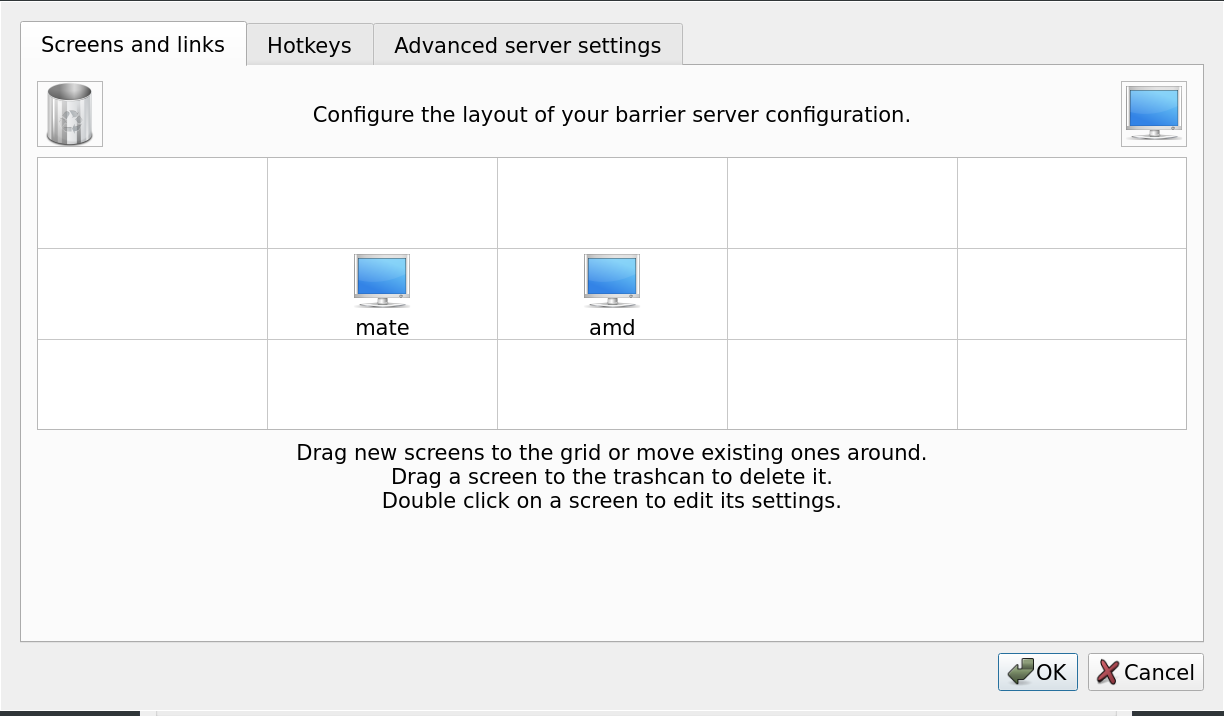 Screens and links
Hotkeys
Advanced server settings
Configure the layout of your barrier server configuration.
mate
amd
Drag new screens to the grid or move existing ones around.
Drag a screen to the trashcan to delete it.
Double click on a screen to edit its settings.
OK
Cancel